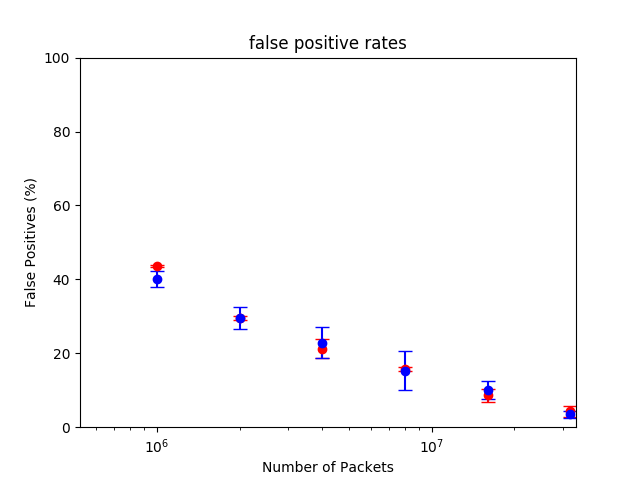 false positive rates
100
80
60
40
20
0
False Positives (%)
10⁶
10⁷
Number of Packets